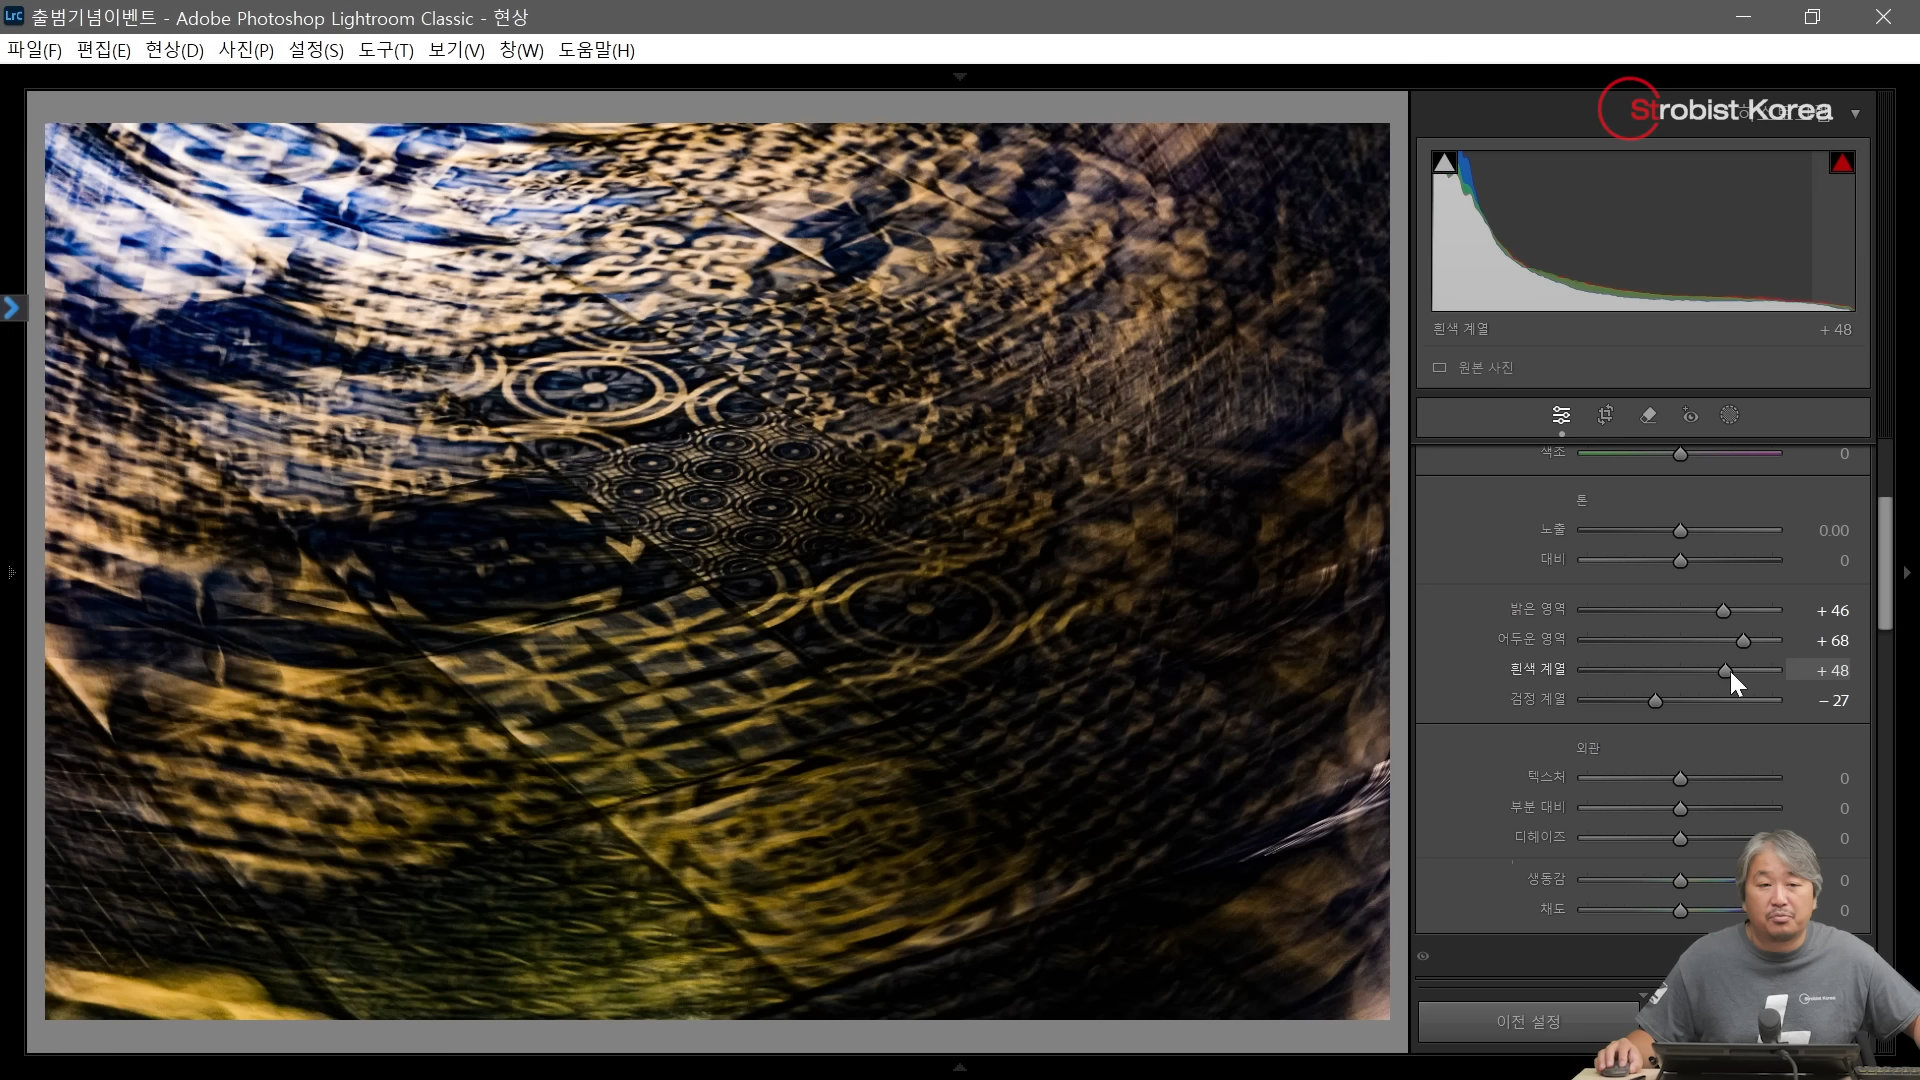 LrC 출범기념이벤트 - Adobe Photoshop Lightroom Classic - 현상
파일(F) 편집(E) 현상(D) 사진(P) 설정(S) 도구(T) 보기(V) 창(W) 도움말(H)
Strobist Korea
흰색 계열 + 48
원본 사진
색조 0
톤
노출 0.00
대비 0
밝은 영역 + 46
어두운 영역 + 68
흰색 계열 + 48
검정 계열 – 27
외관
텍스처 0
부분 대비 0
디헤이즈 0
생동감 0
채도 0
이전 설정
Strobist Korea